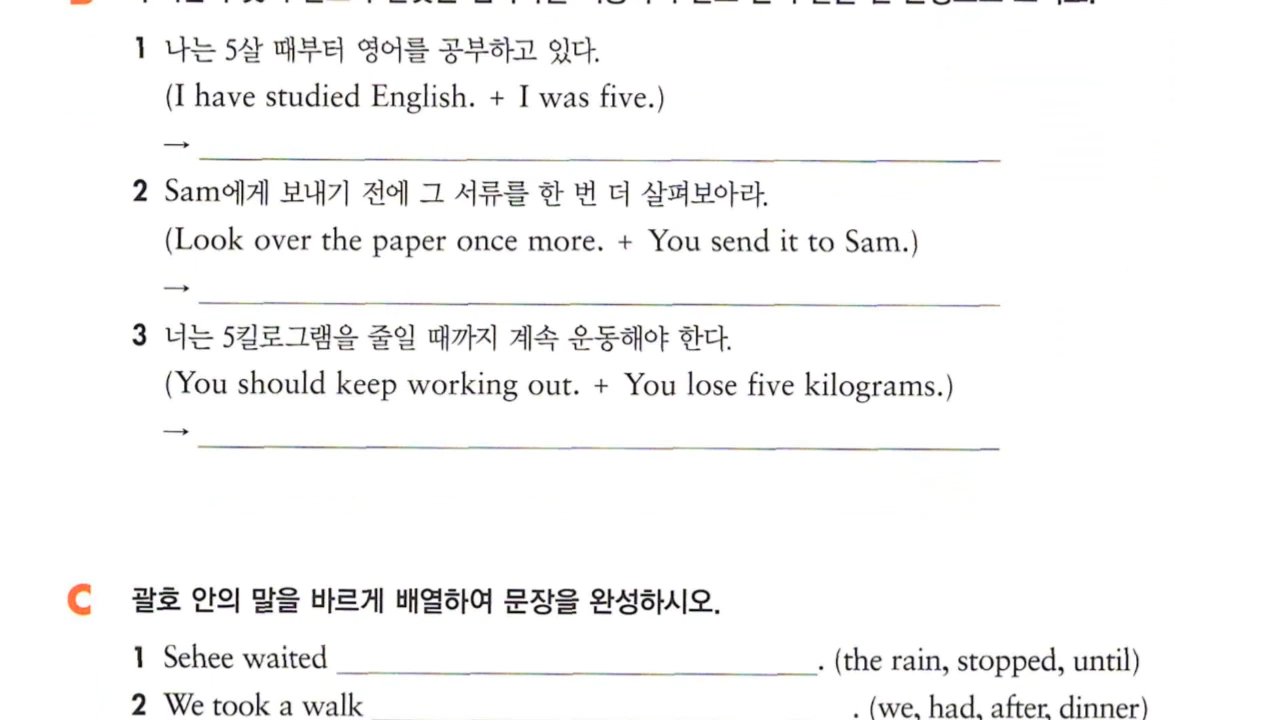 1 나는 5살 때부터 영어를 공부하고 있다.
(I have studied English. + I was five.)
→
2 Sam에게 보내기 전에 그 서류를 한 번 더 살펴보아라.
(Look over the paper once more. + You send it to Sam.)
→
3 너는 5킬로그램을 줄일 때까지 계속 운동해야 한다.
(You should keep working out. + You lose five kilograms.)
→
C 괄호 안의 말을 바르게 배열하여 문장을 완성하시오.
1 Sehee waited . (the rain, stopped, until)
2 We took a walk . (we, had, after, dinner)